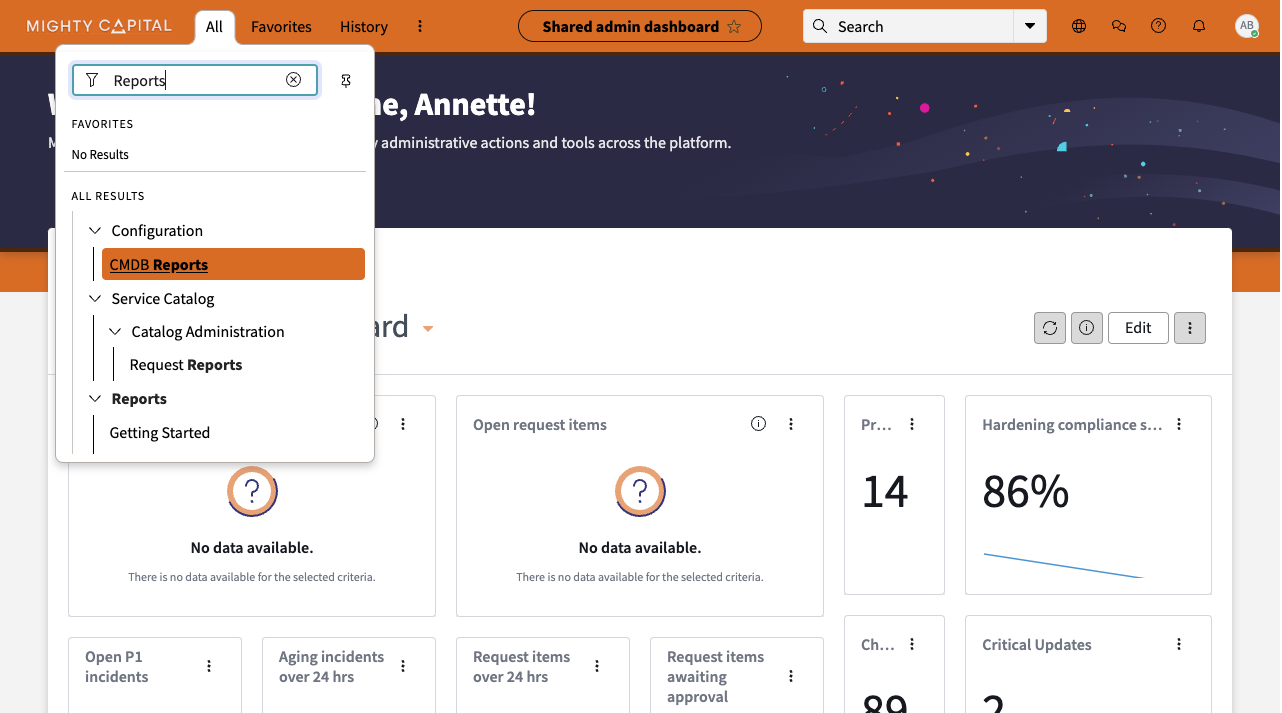 MIGHTY CAPITAL
All
Favorites
History
Shared admin dashboard
Search
AB
Reports
FAVORITES
No Results
ALL RESULTS
Configuration
CMDB Reports
Service Catalog
Catalog Administration
Request Reports
Reports
Getting Started
W
me, Annette!
M
y administrative actions and tools across the platform.
ard
Edit
Open request items
Pr...
Hardening compliance s...
14
86%
No data available.
There is no data available for the selected criteria.
No data available.
There is no data available for the selected criteria.
Open P1
incidents
Aging incidents
over 24 hrs
Request items
over 24 hrs
Request items
awaiting
approval
Ch...
Critical Updates
89
2